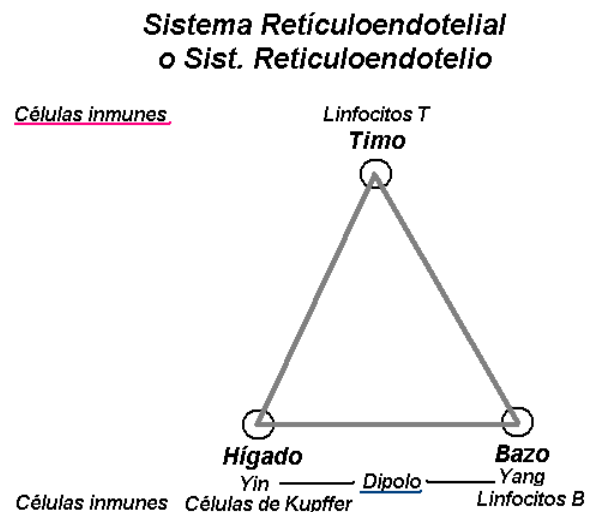 Sistema Retículoendotelial
o Sist. Reticuloendotelio
Células inmunes
Linfocitos T
Timo
Hígado
Bazo
Yin
Dipolo
Yang
Células inmunes
Células de Kupffer
Linfocitos B